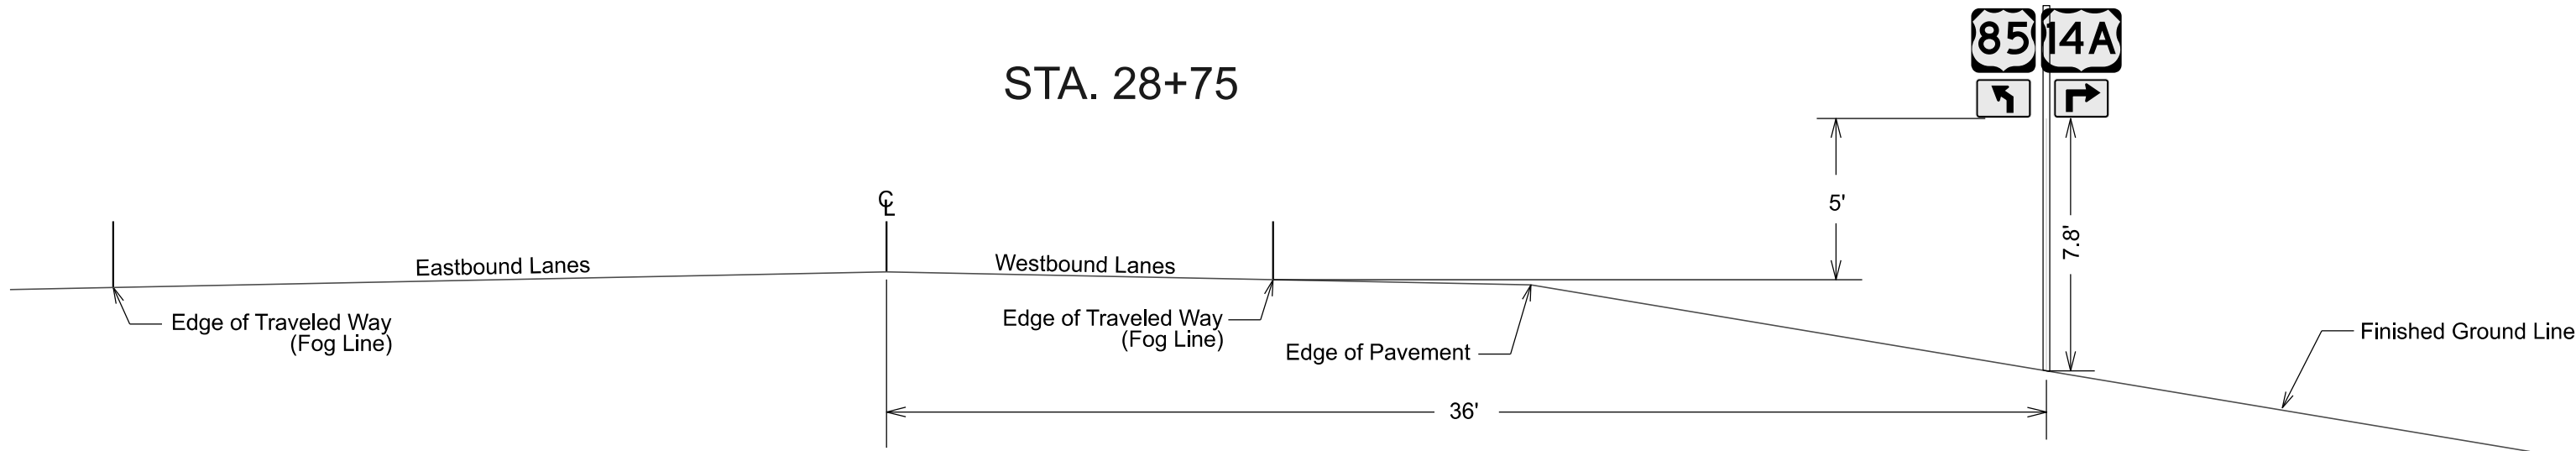 85 14A
STA. 28+75
℄
5'
7.8'
Eastbound Lanes
Westbound Lanes
Edge of Traveled Way
(Fog Line)
Edge of Traveled Way
(Fog Line)
Edge of Pavement
Finished Ground Line
36'